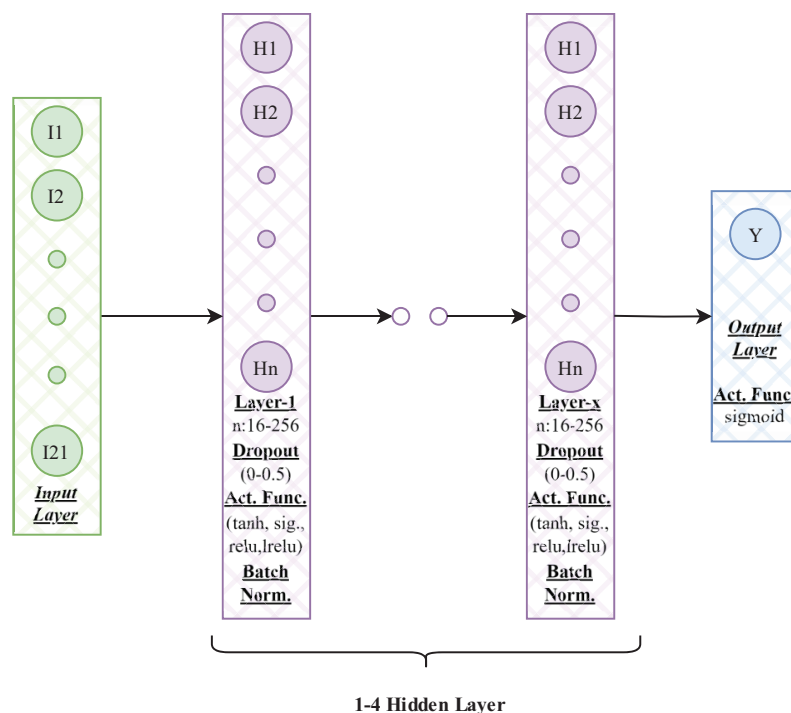 I1
I2
I21
Input
Layer
H1
H2
Hn
Layer-1
n:16-256
Dropout
(0-0.5)
Act. Func.
(tanh, sig.,
relu,lrelu)
Batch
Norm.
H1
H2
Hn
Layer-x
n:16-256
Dropout
(0-0.5)
Act. Func.
(tanh, sig.,
relu,lrelu)
Batch
Norm.
Y
Output
Layer
Act. Func
sigmoid
1-4 Hidden Layer